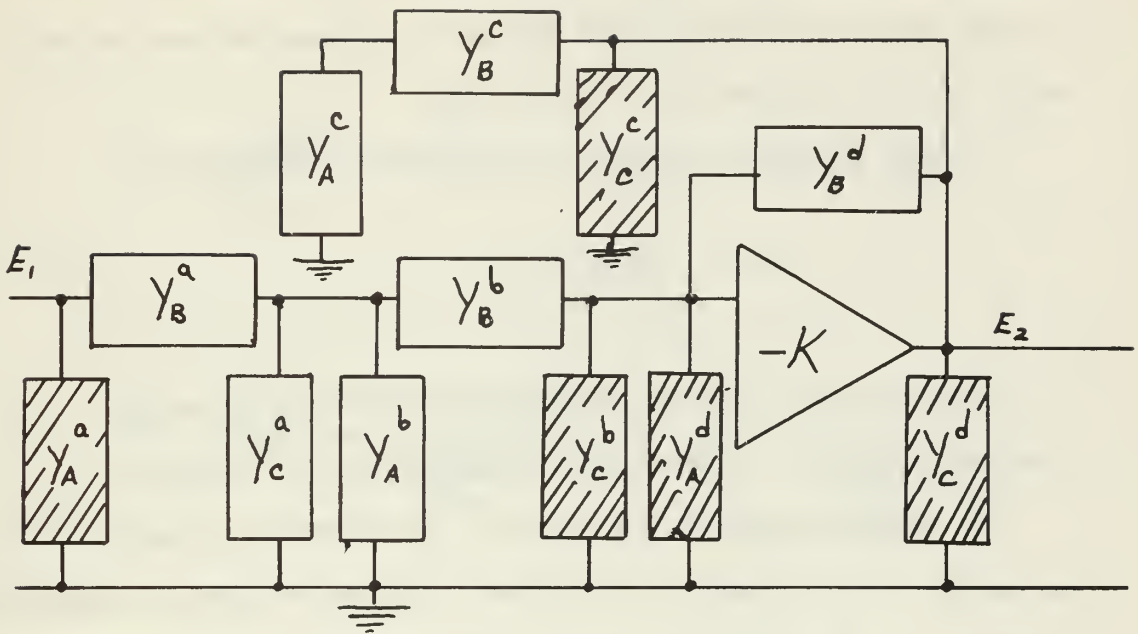 Y_B^c
Y_A^c
Y_C^c
Y_B^d
E_1
Y_B^a
Y_B^b
-K
E_2
Y_A^a
Y_C^a
Y_A^b
Y_C^b
Y_A^d
Y_C^d